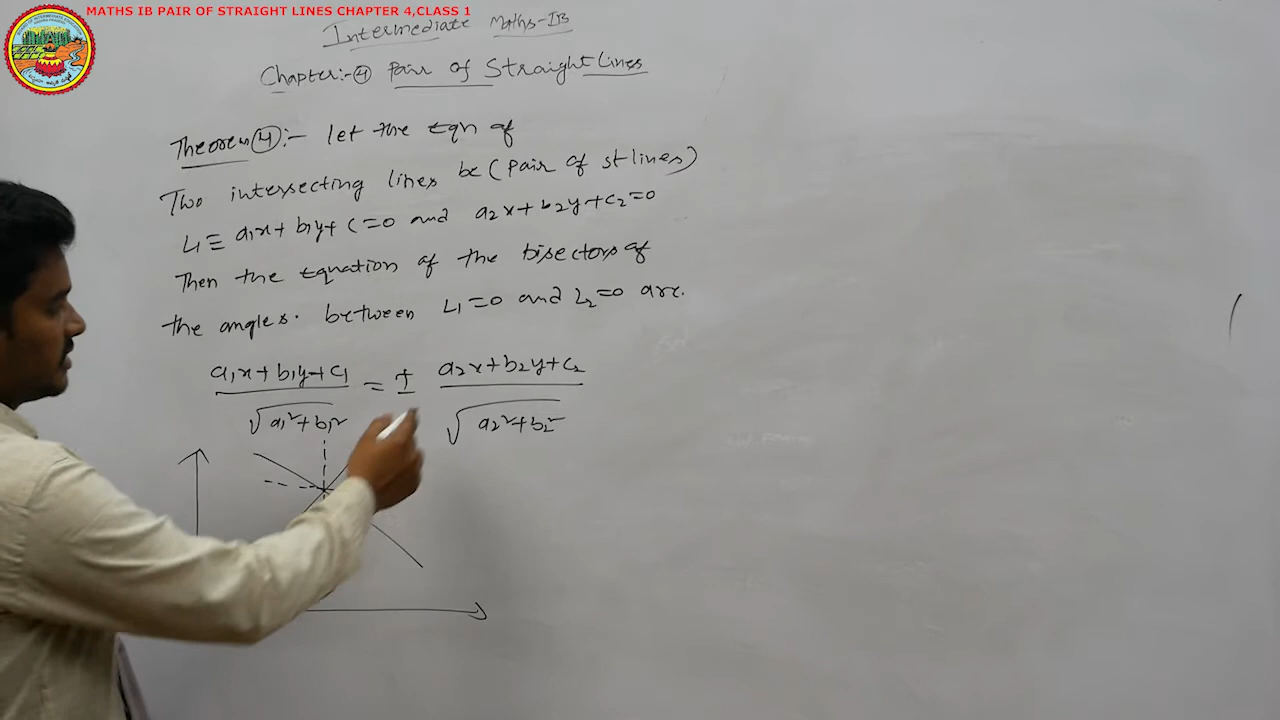 MATHS IB PAIR OF STRAIGHT LINES CHAPTER 4,CLASS 1
Intermediate Maths-IB
Chapter:-④ Pair of Straight Lines
Theorem ④:- let the Eqn of
Two intersecting lines be (Pair of st lines)
L₁ ≡ a₁x + b₁y + c = 0 and a₂x + b₂y + c₂ = 0
Then the Equation of the bisectors of
the angles. between L₁ = 0 and L₂ = 0 are.
a₁x + b₁y + c₁ = ± a₂x + b₂y + c₂
√a₁² + b₁² √a₂² + b₂²